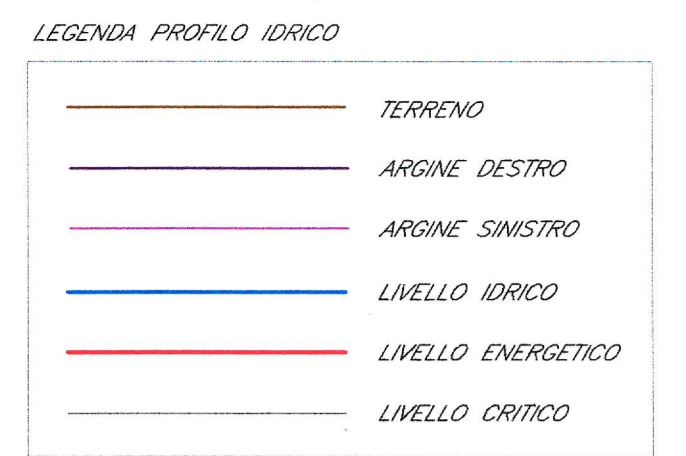 LEGENDA PROFILO IDRICO
TERRENO
ARGINE DESTRO
ARGINE SINISTRO
LIVELLO IDRICO
LIVELLO ENERGETICO
LIVELLO CRITICO